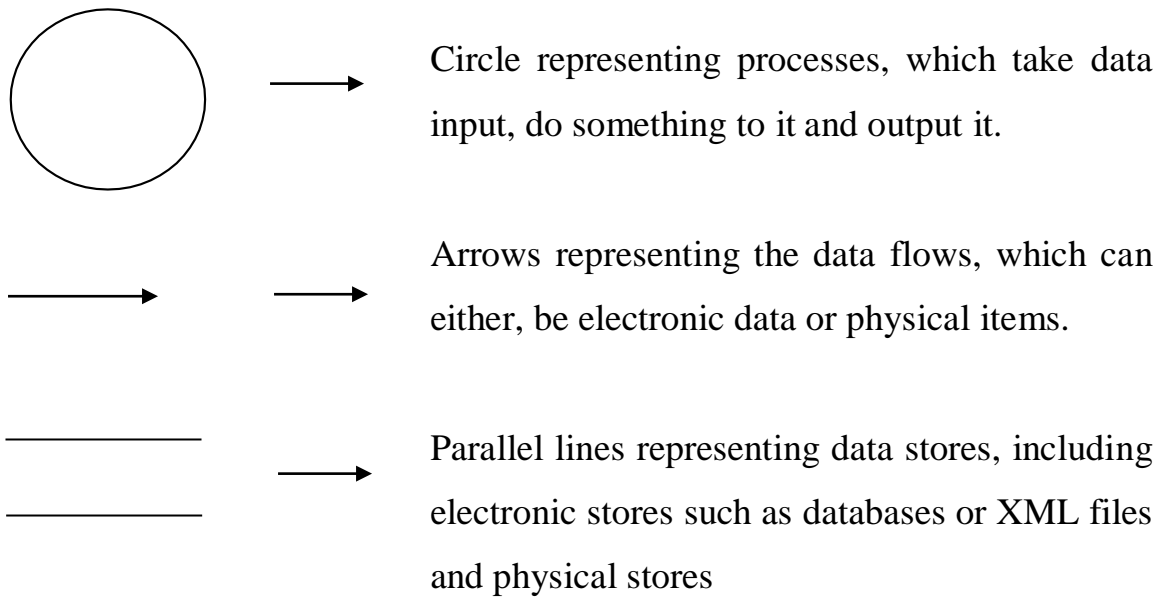 Circle representing processes, which take data
input, do something to it and output it.
Arrows representing the data flows, which can
either, be electronic data or physical items.
Parallel lines representing data stores, including
electronic stores such as databases or XML files
and physical stores